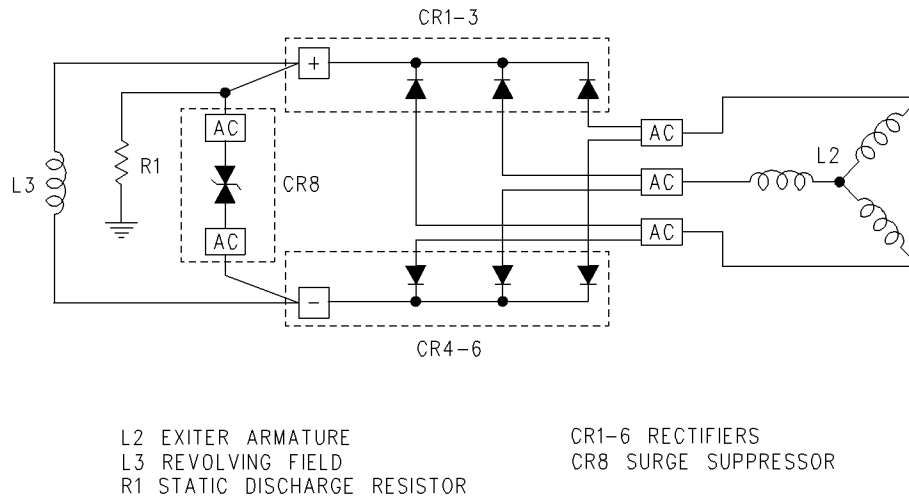 CR1-3
+
AC
AC
L2
L3
R1
CR8
AC
AC
AC
-
CR4-6
L2 EXITER ARMATURE
L3 REVOLVING FIELD
R1 STATIC DISCHARGE RESISTOR
CR1-6 RECTIFIERS
CR8 SURGE SUPPRESSOR